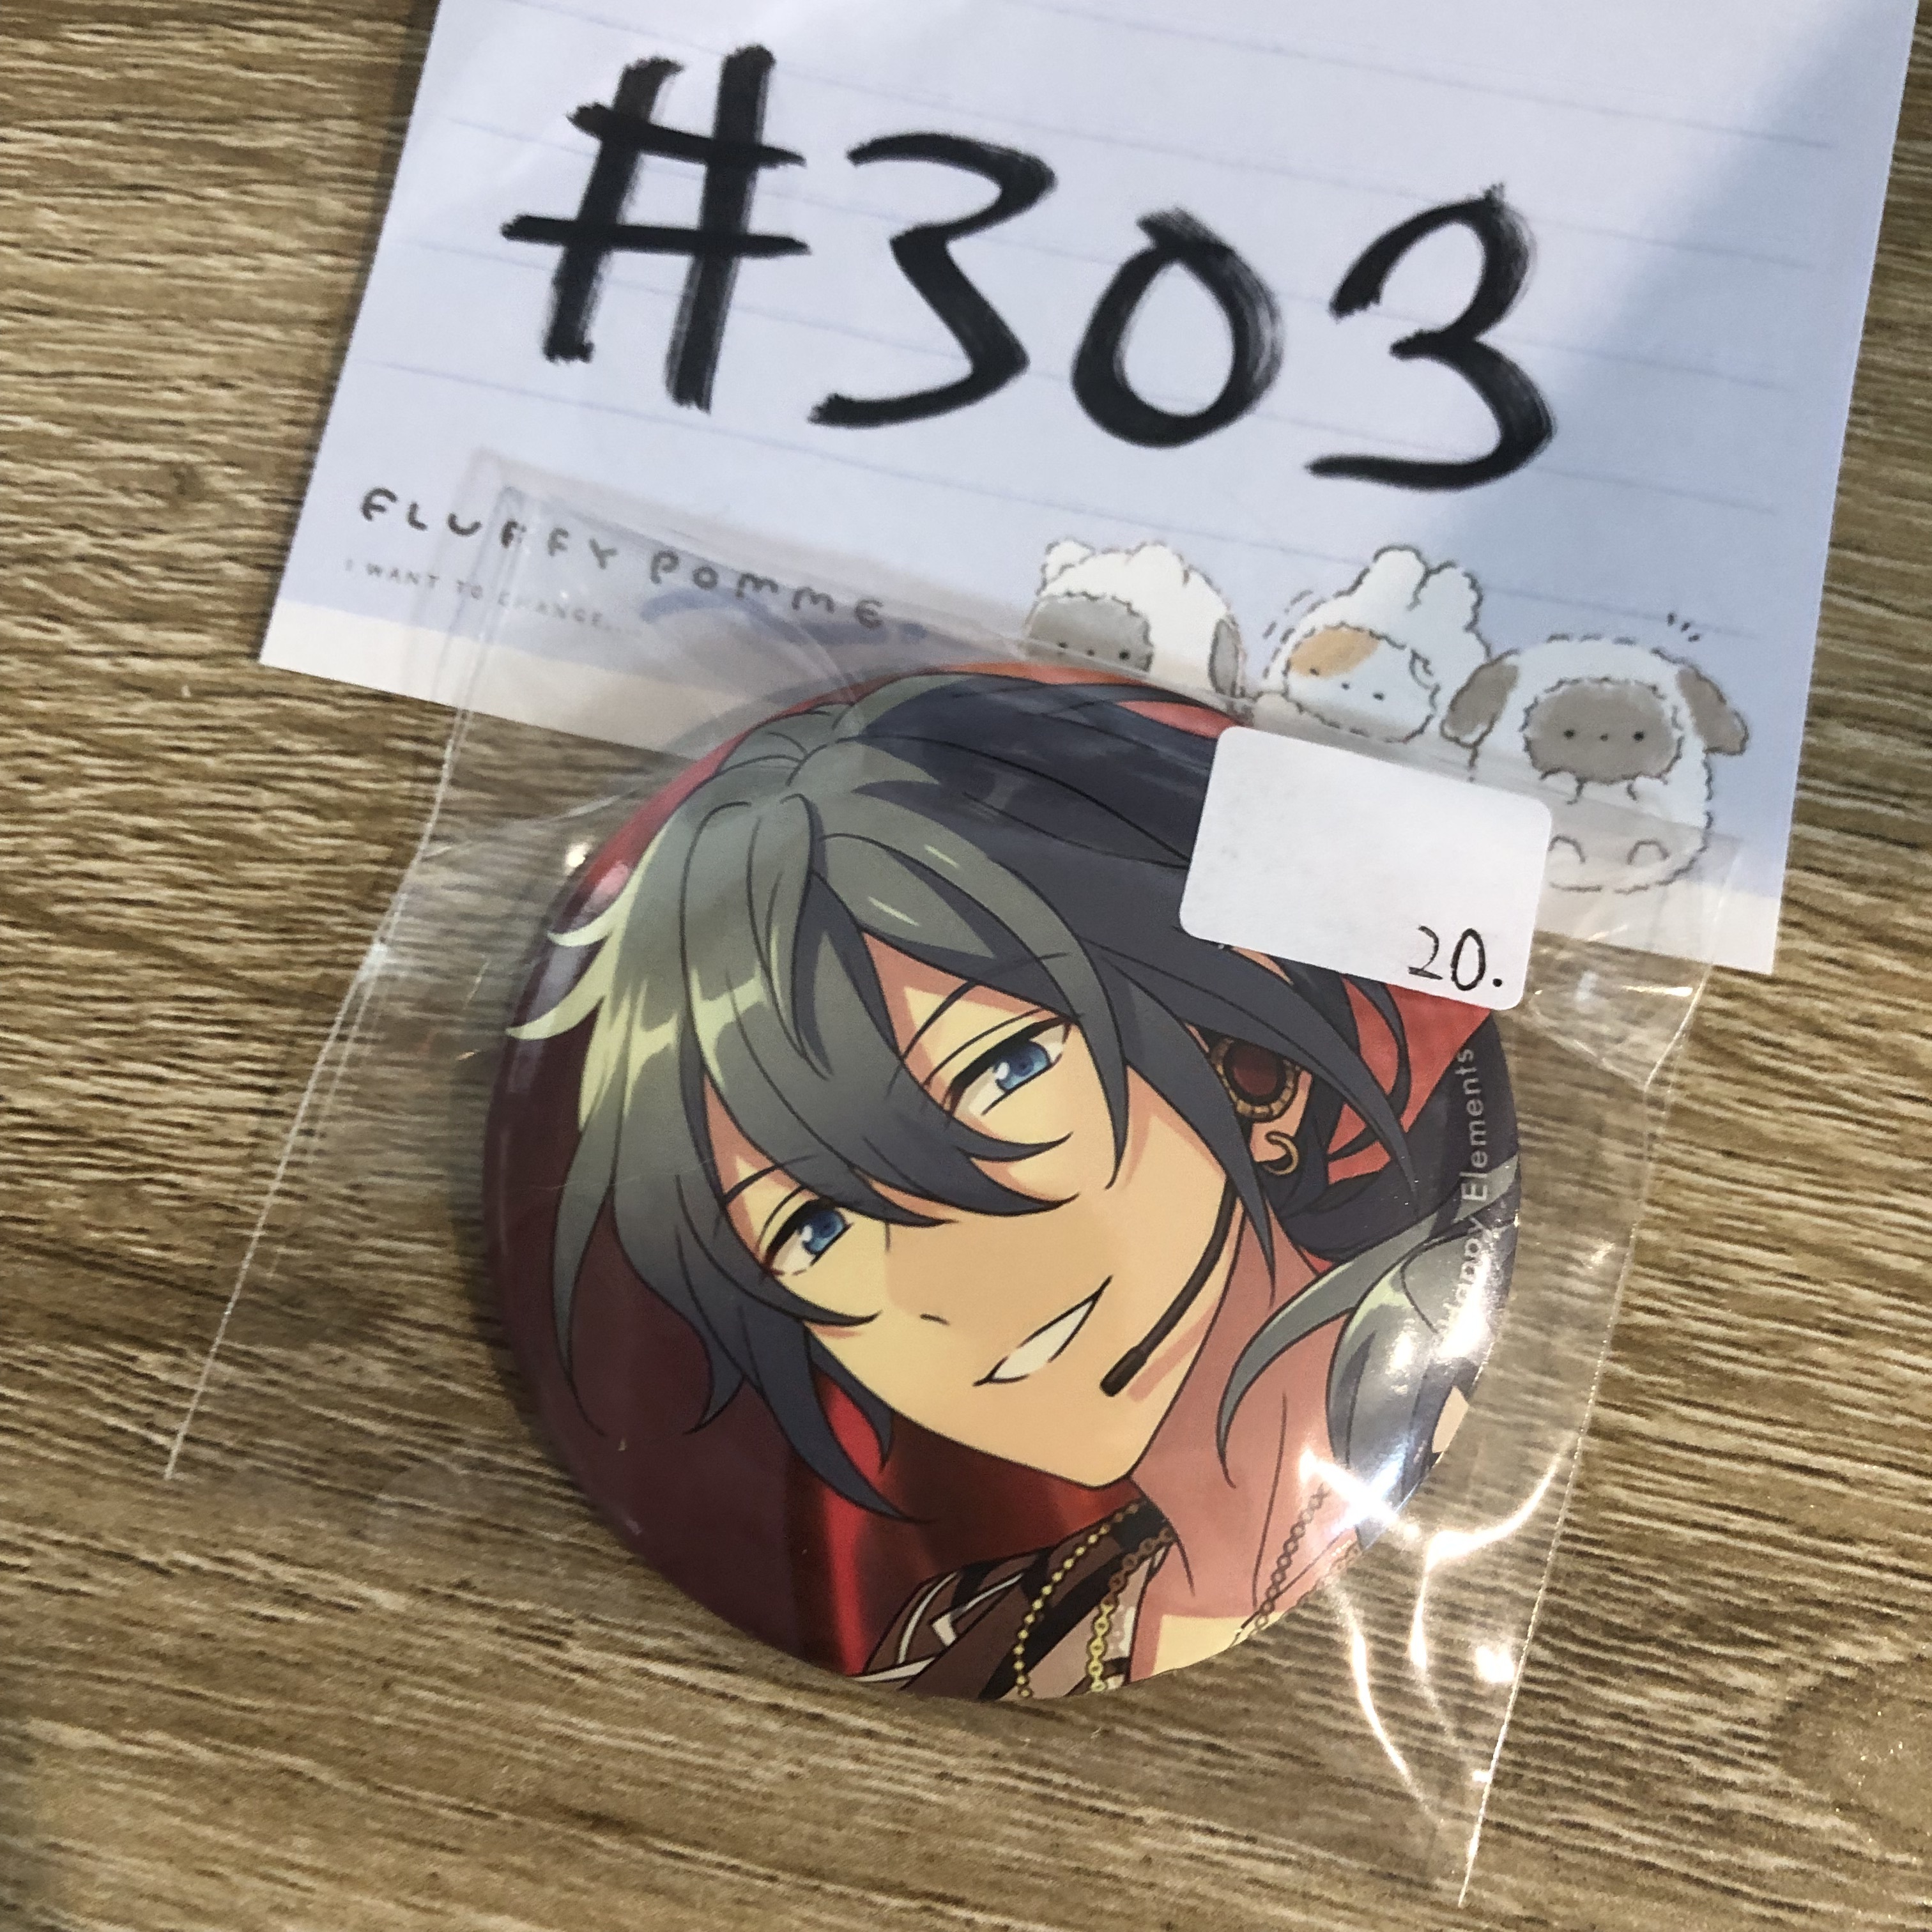 #303
FLUFFY POMME
I WANT TO CHANGE...
20.
Happy Elements